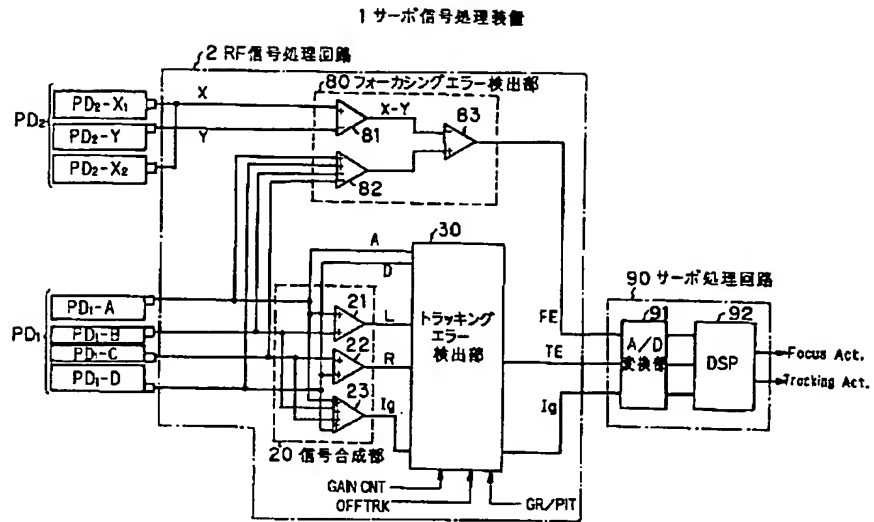 1 サーボ信号処理装置
2 RF信号処理回路
80 フォーカシングエラー検出部
PD2
PD2-X1
PD2-Y
PD2-X2
X
Y
X-Y
81
82
83
30
A
D
L
R
Ig
トラッキング
エラー
検出部
PD1
PD1-A
PD1-B
PD1-C
PD1-D
21
22
23
20 信号合成部
GAIN CNT
OFFTRK
GR/PIT
FE
TE
Ig
90 サーボ処理回路
91
A/D
変換部
92
DSP
Focus Act.
Tracking Act.